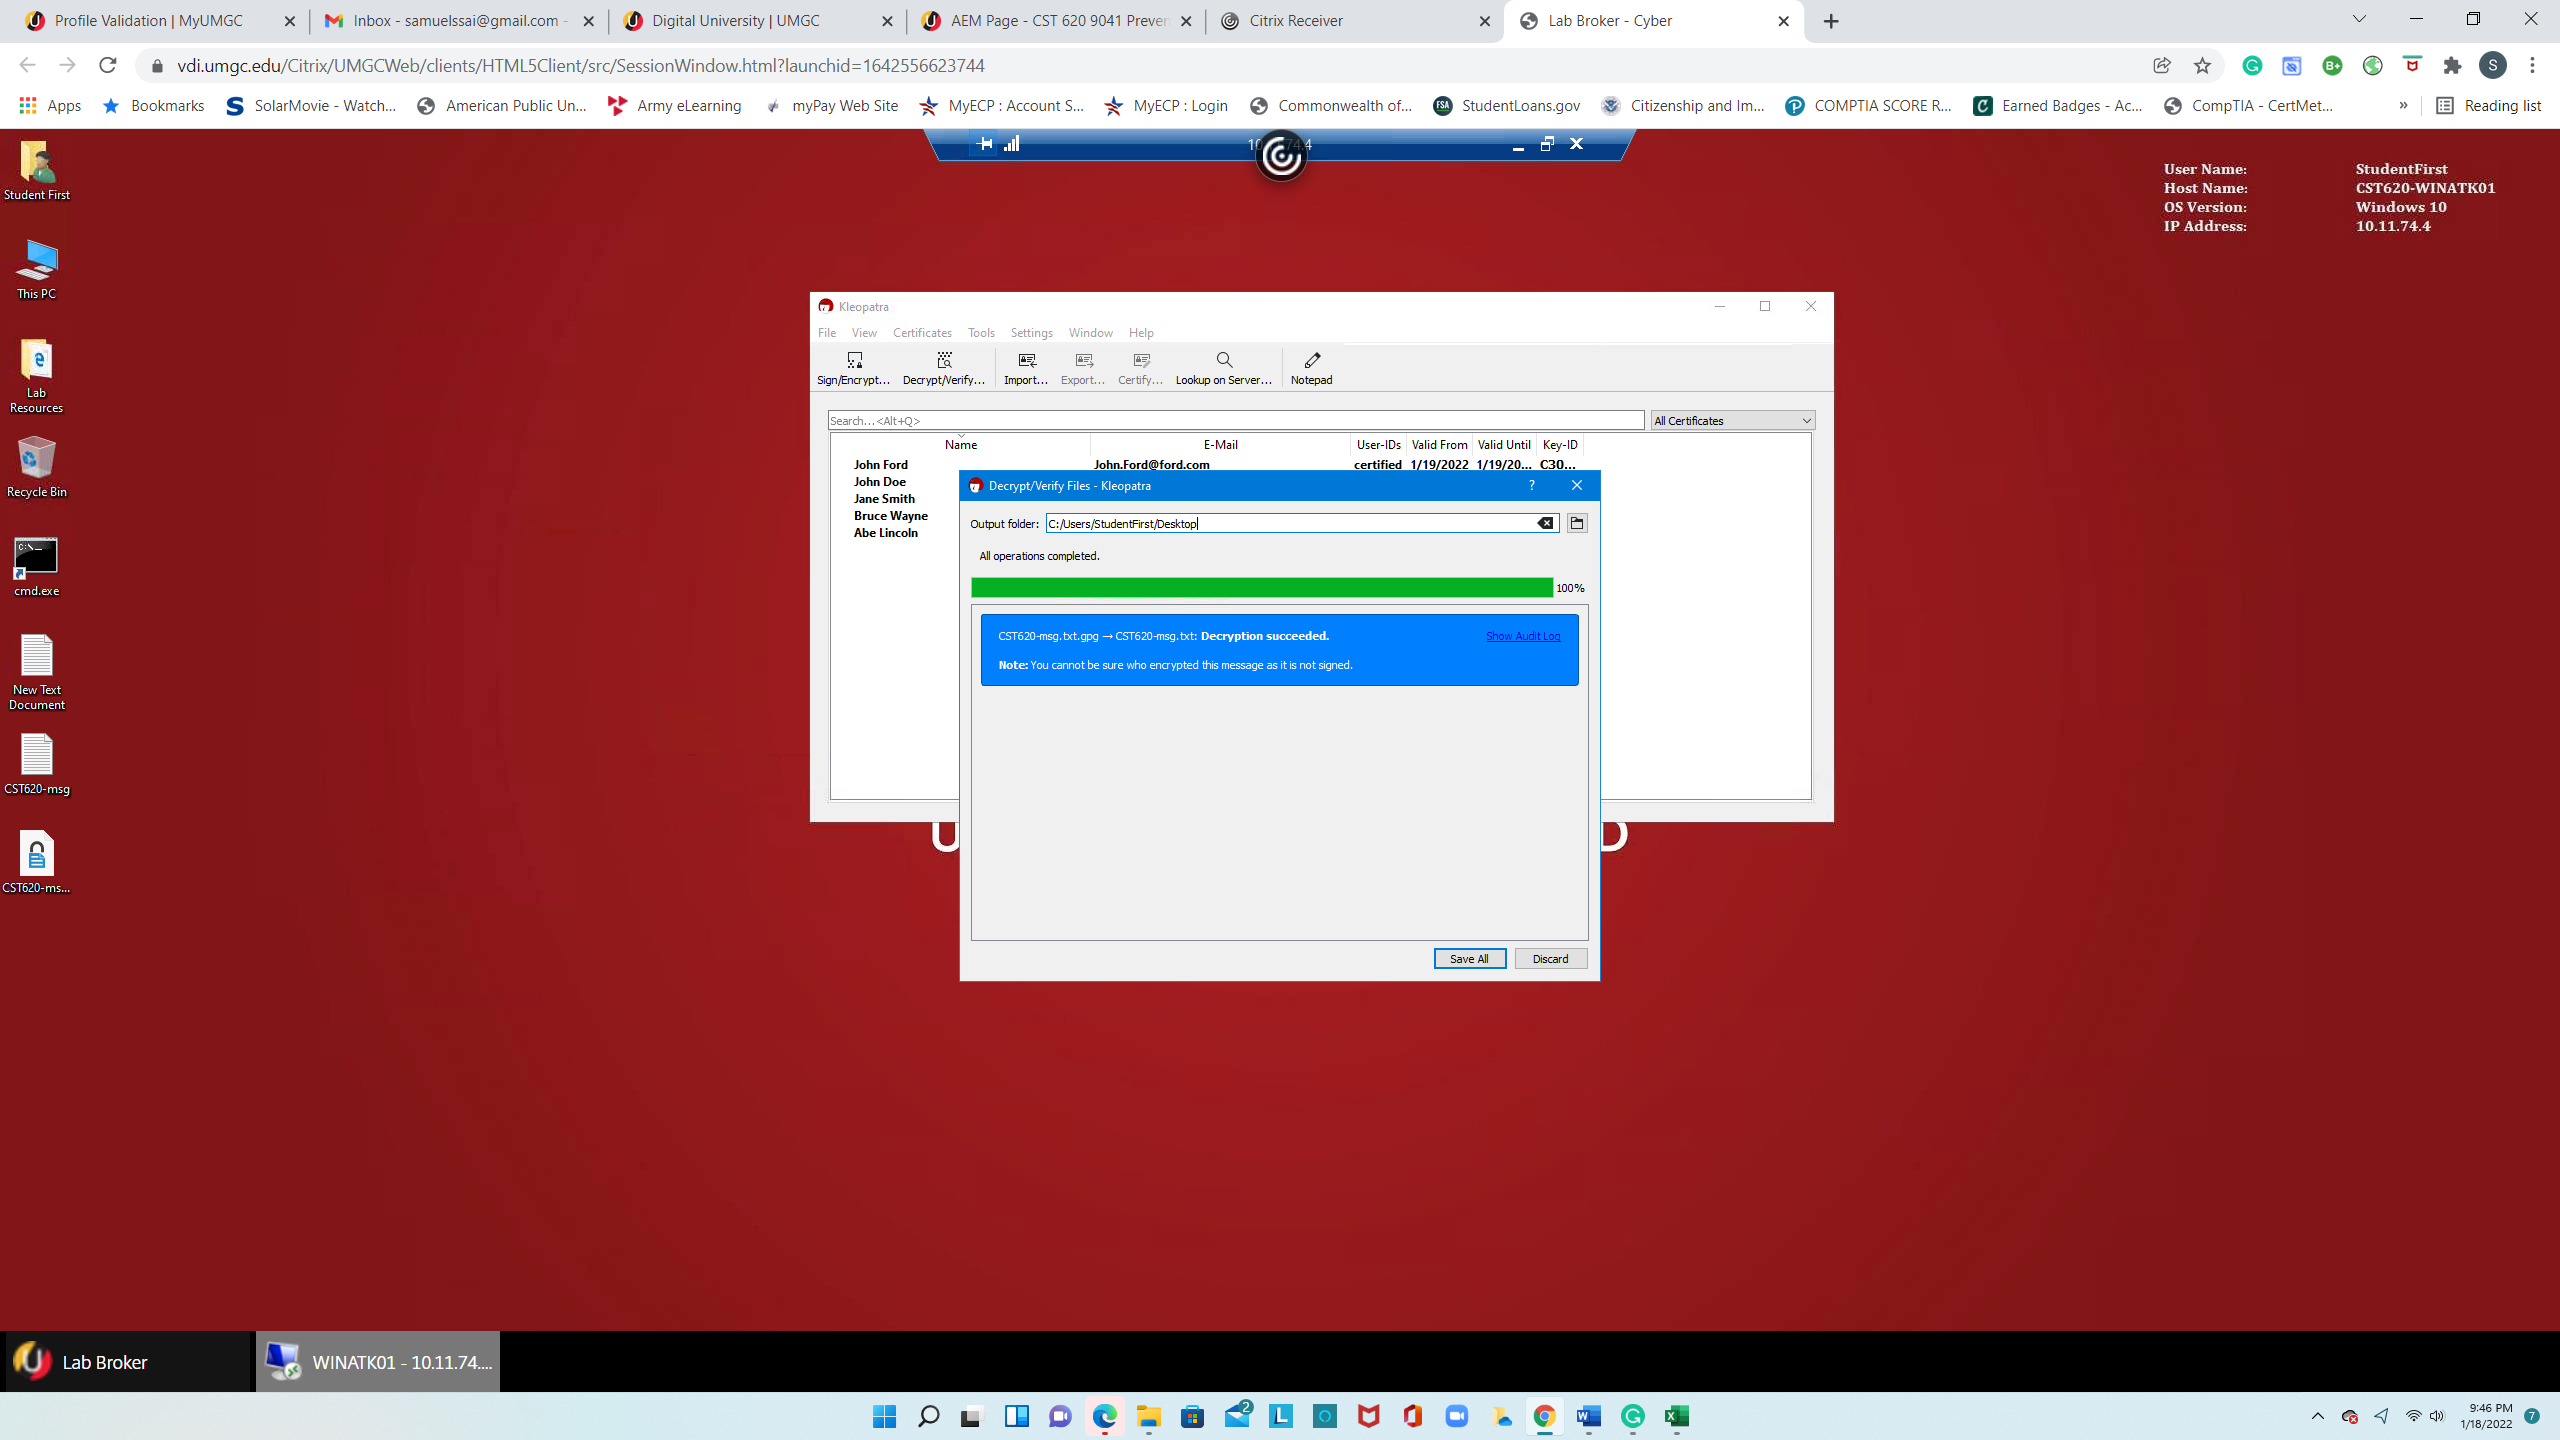 Profile Validation | MyUMGC
Inbox - samuelssai@gmail.com -
Digital University | UMGC
AEM Page - CST 620 9041 Preven
Citrix Receiver
Lab Broker - Cyber
vdi.umgc.edu/Citrix/UMGCWeb/clients/HTML5Client/src/SessionWindow.html?launchid=1642556623744
S
Apps
Bookmarks
SolarMovie - Watch...
American Public Un...
Army eLearning
myPay Web Site
MyECP : Account S...
MyECP : Login
Commonwealth of...
StudentLoans.gov
Citizenship and Im...
COMPTIA SCORE R...
Earned Badges - Ac...
CompTIA - CertMet...
»
Reading list
User Name: StudentFirst
Host Name: CST620-WINATK01
OS Version: Windows 10
IP Address: 10.11.74.4
Student First
This PC
Lab
Resources
Recycle Bin
cmd.exe
New Text
Document
CST620-msg
CST620-ms...
Kleopatra
File View Certificates Tools Settings Window Help
Sign/Encrypt... Decrypt/Verify... Import... Export... Certify... Lookup on Server... Notepad
Search...<Alt+Q>
All Certificates
Name E-Mail User-IDs Valid From Valid Until Key-ID
John Ford John.Ford@ford.com certified 1/19/2022 1/19/20... C30...
John Doe
Jane Smith
Bruce Wayne
Abe Lincoln
Decrypt/Verify Files - Kleopatra
Output folder: C:/Users/StudentFirst/Desktop
All operations completed.
100%
CST620-msg.txt.gpg → CST620-msg.txt: Decryption succeeded.
Show Audit Log
Note: You cannot be sure who encrypted this message as it is not signed.
Save All
Discard
Lab Broker
WINATK01 - 10.11.74....
2
9:46 PM
1/18/2022
7